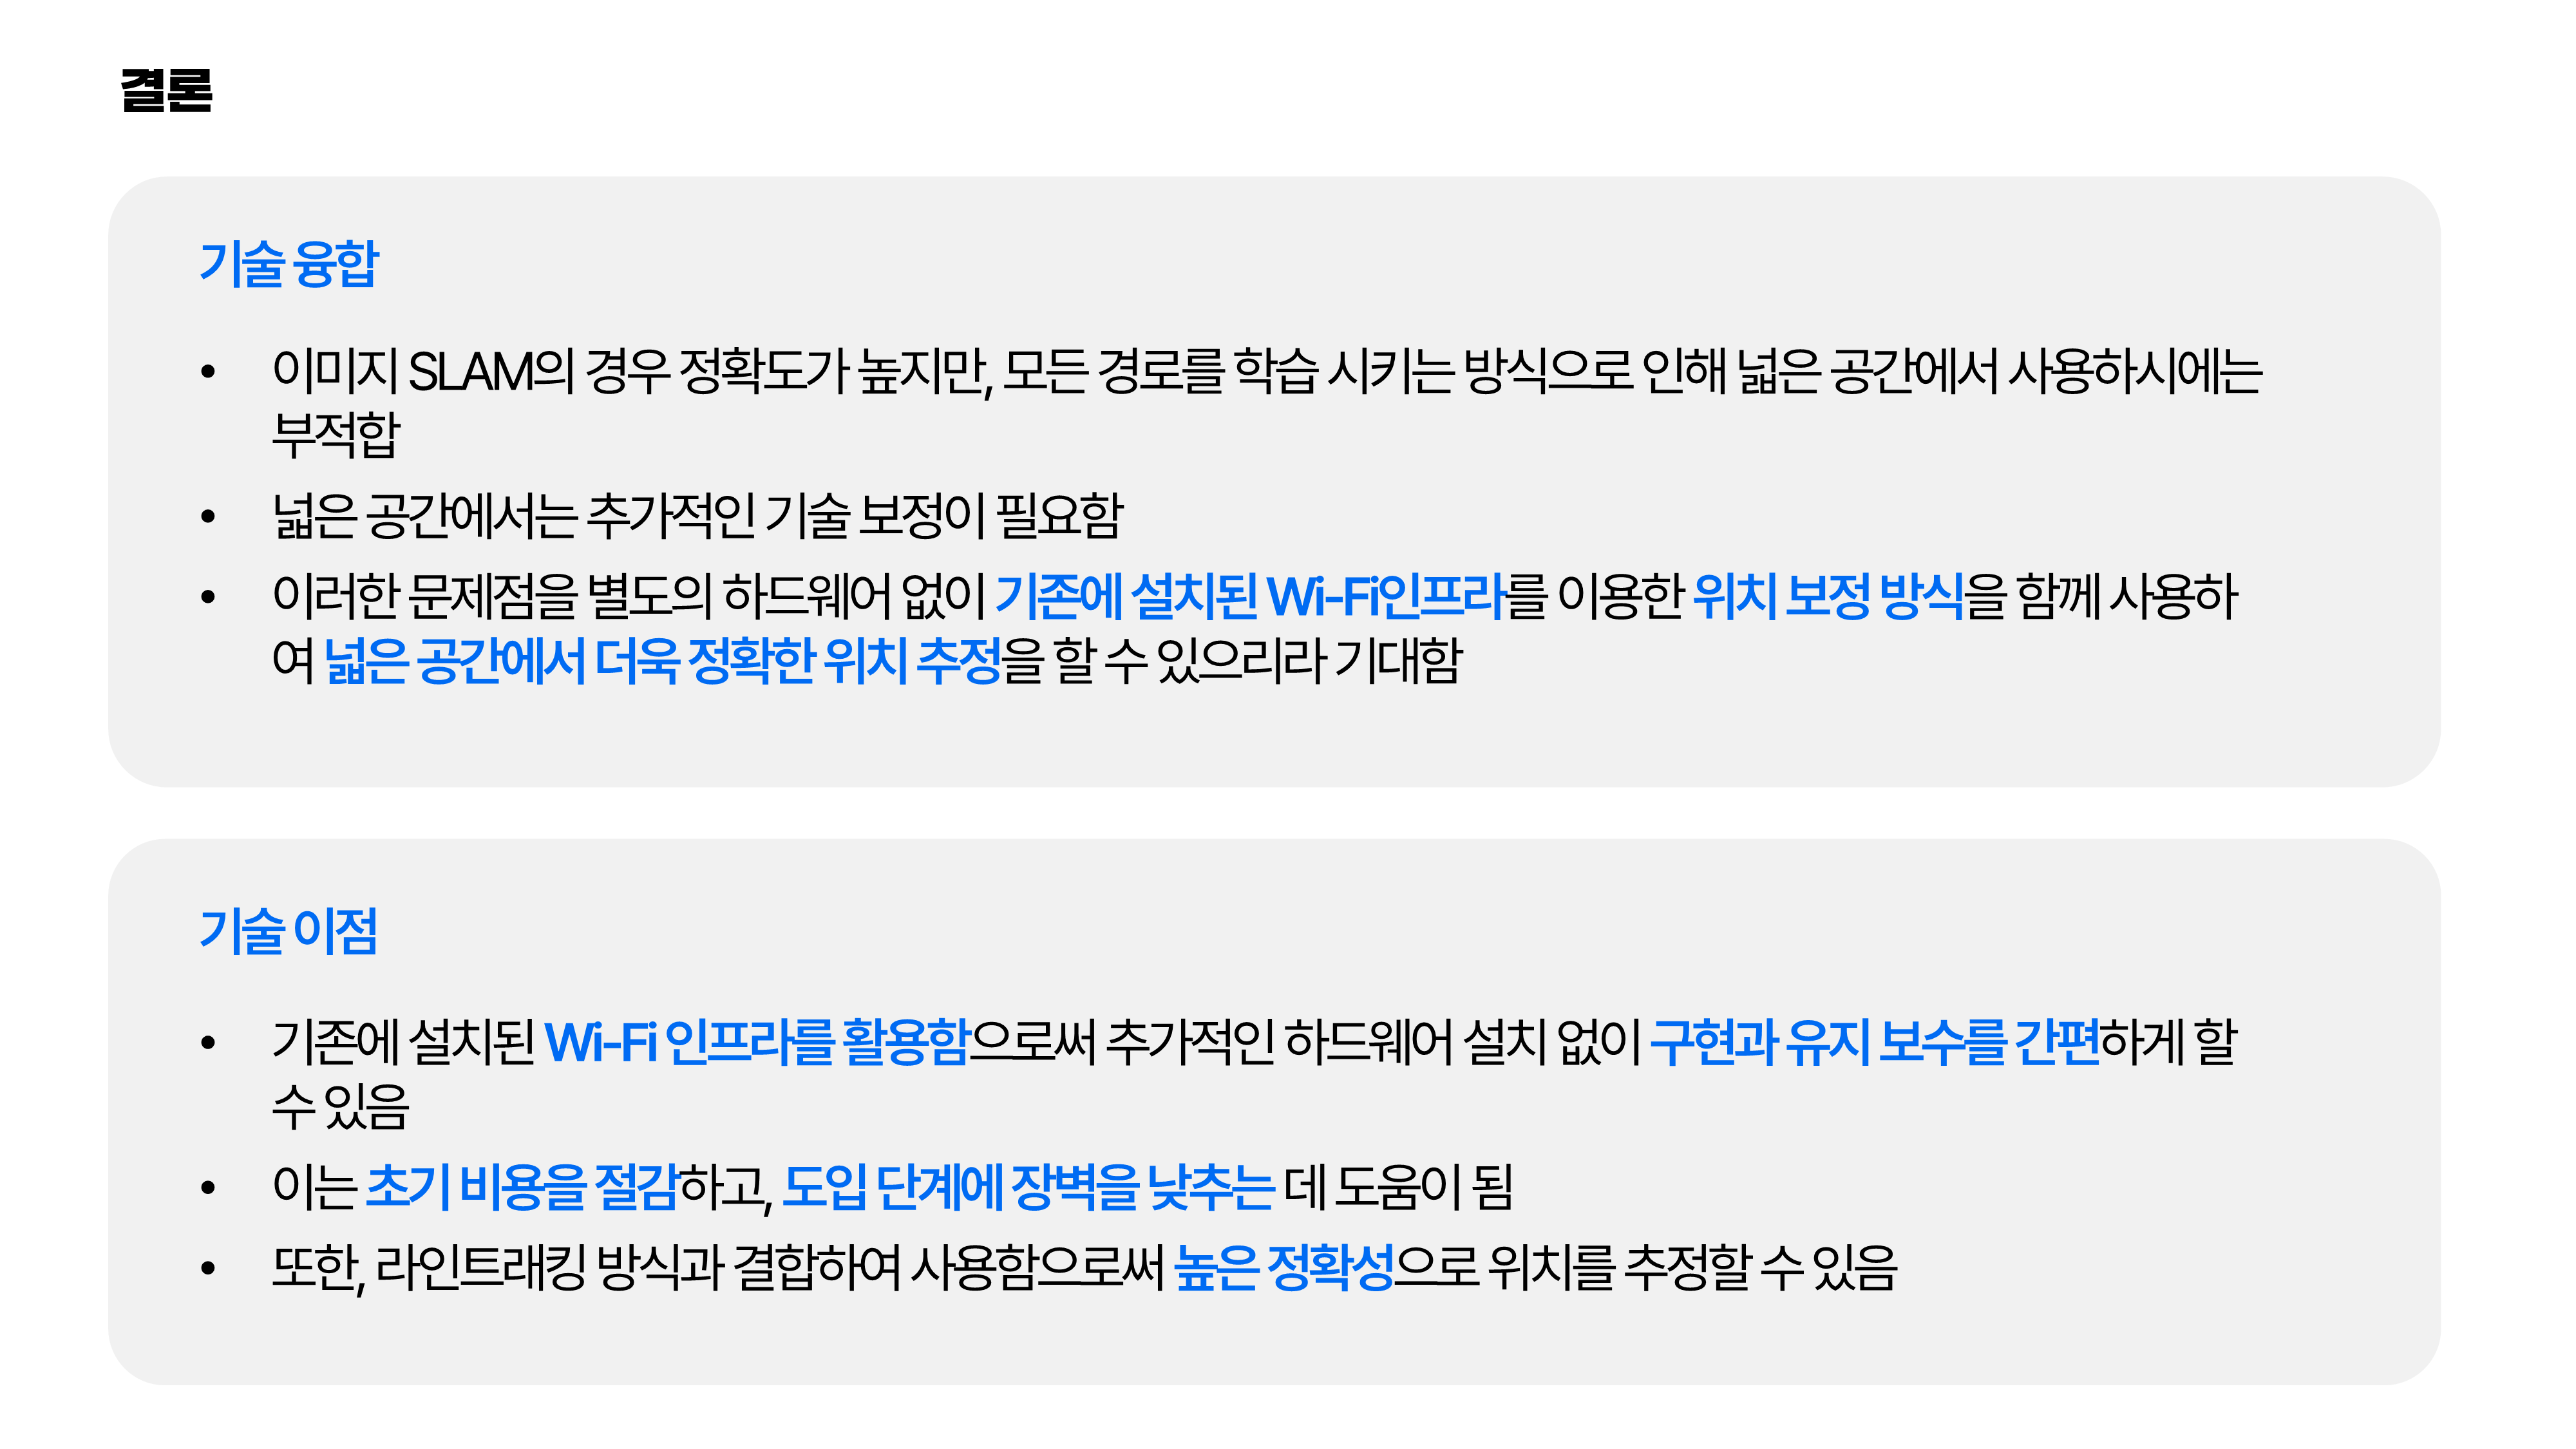 결론
기술 융합
• 이미지 SLAM의 경우 정확도가 높지만, 모든 경로를 학습 시키는 방식으로 인해 넓은 공간에서 사용하시에는
부적합
• 넓은 공간에서는 추가적인 기술 보정이 필요함
• 이러한 문제점을 별도의 하드웨어 없이 기존에 설치된 Wi-Fi인프라를 이용한 위치 보정 방식을 함께 사용하
여 넓은 공간에서 더욱 정확한 위치 추정을 할 수 있으리라 기대함
기술 이점
• 기존에 설치된 Wi-Fi 인프라를 활용함으로써 추가적인 하드웨어 설치 없이 구현과 유지 보수를 간편하게 할
수 있음
• 이는 초기 비용을 절감하고, 도입 단계에 장벽을 낮추는 데 도움이 됨
• 또한, 라인트래킹 방식과 결합하여 사용함으로써 높은 정확성으로 위치를 추정할 수 있음